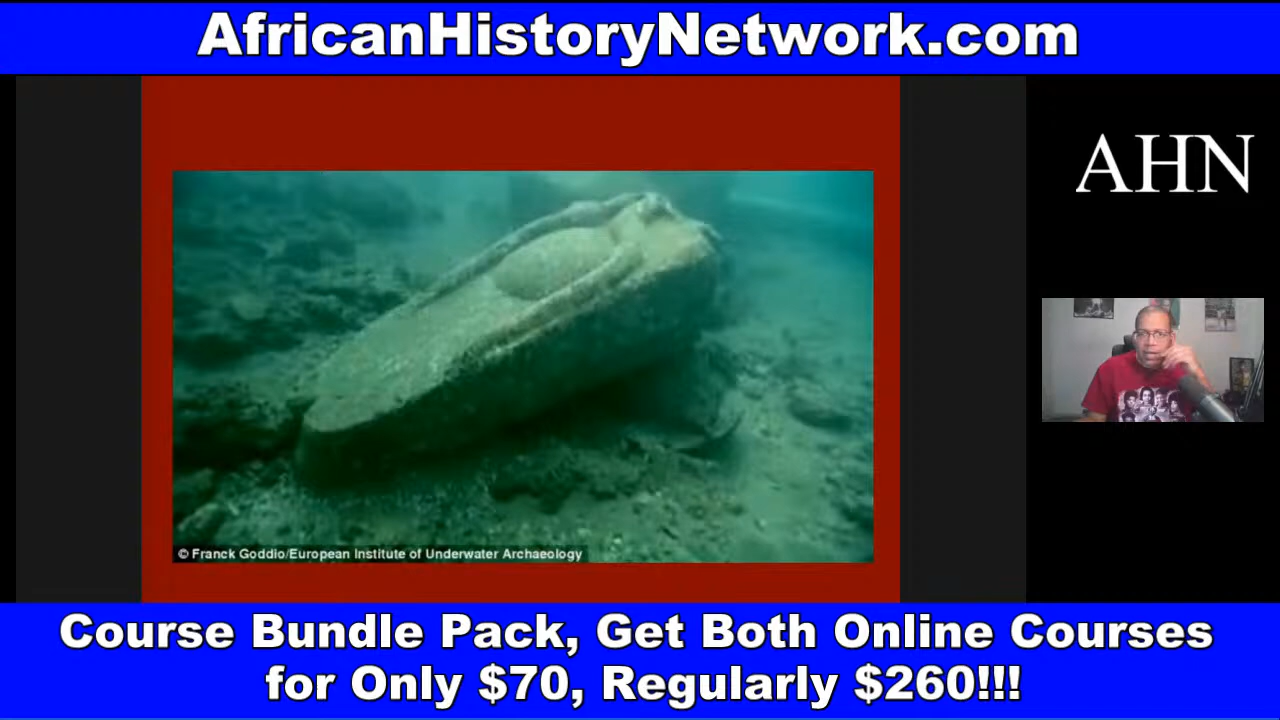 AfricanHistoryNetwork.com
AHN
© Franck Goddio/European Institute of Underwater Archaeology
Course Bundle Pack, Get Both Online Courses
for Only $70, Regularly $260!!!